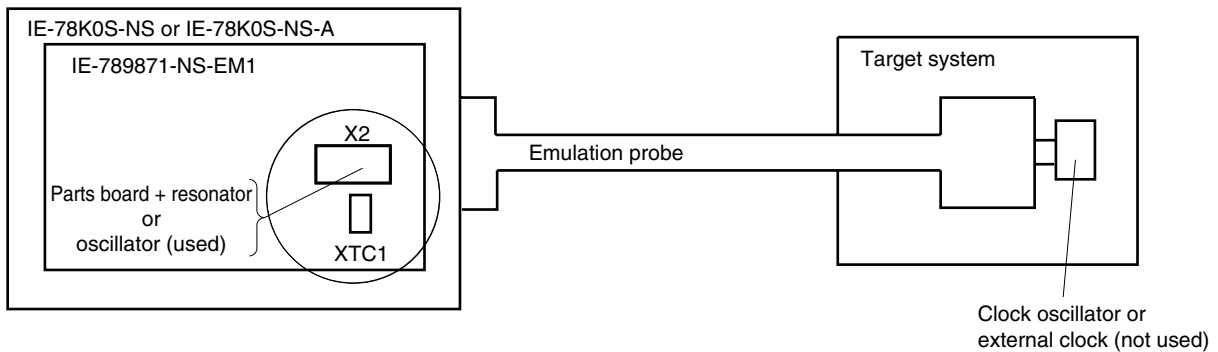 IE-78K0S-NS or IE-78K0S-NS-A
IE-789871-NS-EM1
X2
Parts board + resonator
or
oscillator (used)
XTC1
Emulation probe
Target system
Clock oscillator or
external clock (not used)